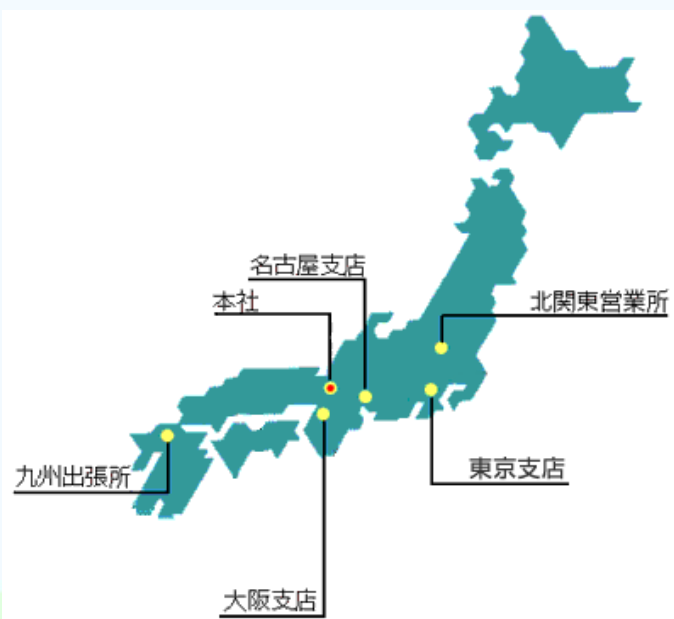 名古屋支店
本社
北関東営業所
東京支店
九州出張所
大阪支店